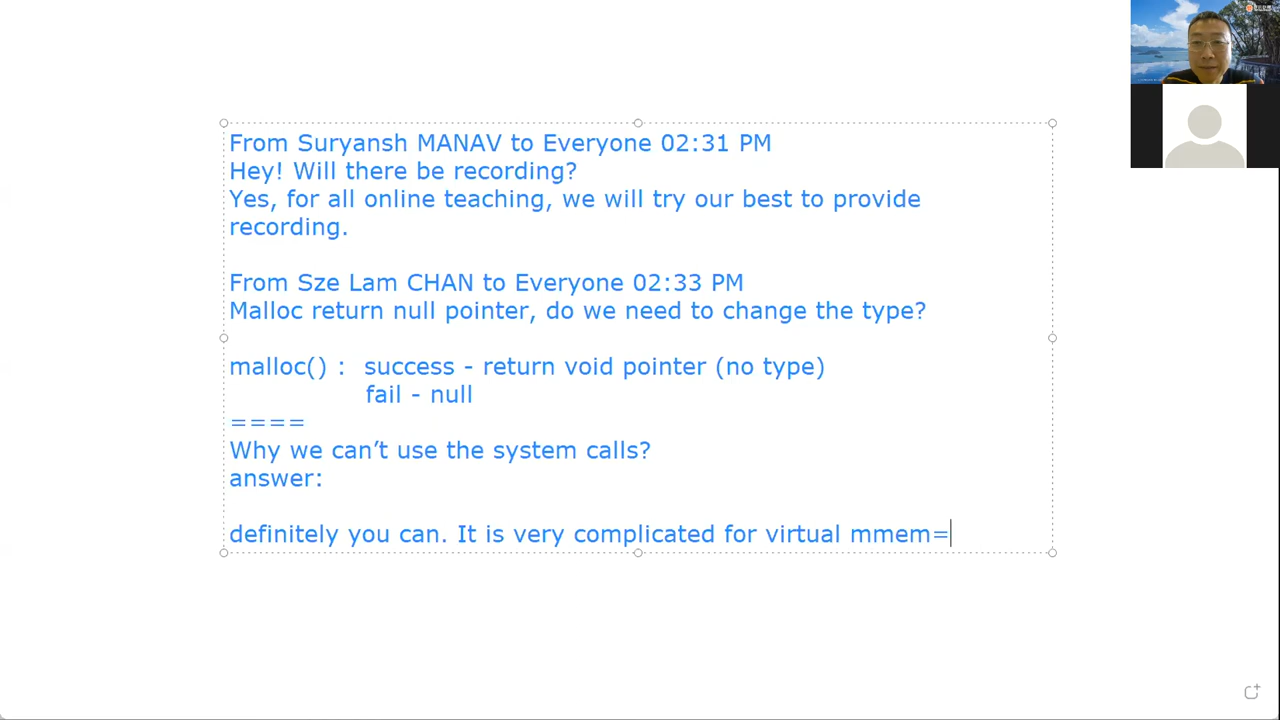 From Suryansh MANAV to Everyone 02:31 PM
Hey! Will there be recording?
Yes, for all online teaching, we will try our best to provide
recording.
From Sze Lam CHAN to Everyone 02:33 PM
Malloc return null pointer, do we need to change the type?
malloc() : success - return void pointer (no type)
fail - null
====
Why we can’t use the system calls?
answer:
definitely you can. It is very complicated for virtual mmem=